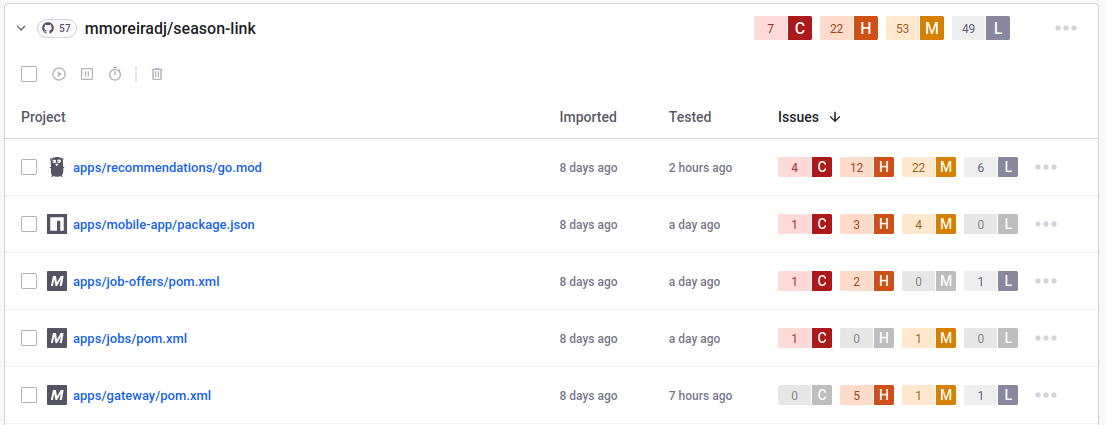 57 mmoreiradj/season-link 7 C 22 H 53 M 49 L
Project Imported Tested Issues
apps/recommendations/go.mod 8 days ago 2 hours ago 4 C 12 H 22 M 6 L
apps/mobile-app/package.json 8 days ago a day ago 1 C 3 H 4 M 0 L
M apps/job-offers/pom.xml 8 days ago a day ago 1 C 2 H 0 M 1 L
M apps/jobs/pom.xml 8 days ago a day ago 1 C 0 H 1 M 0 L
M apps/gateway/pom.xml 8 days ago 7 hours ago 0 C 5 H 1 M 1 L